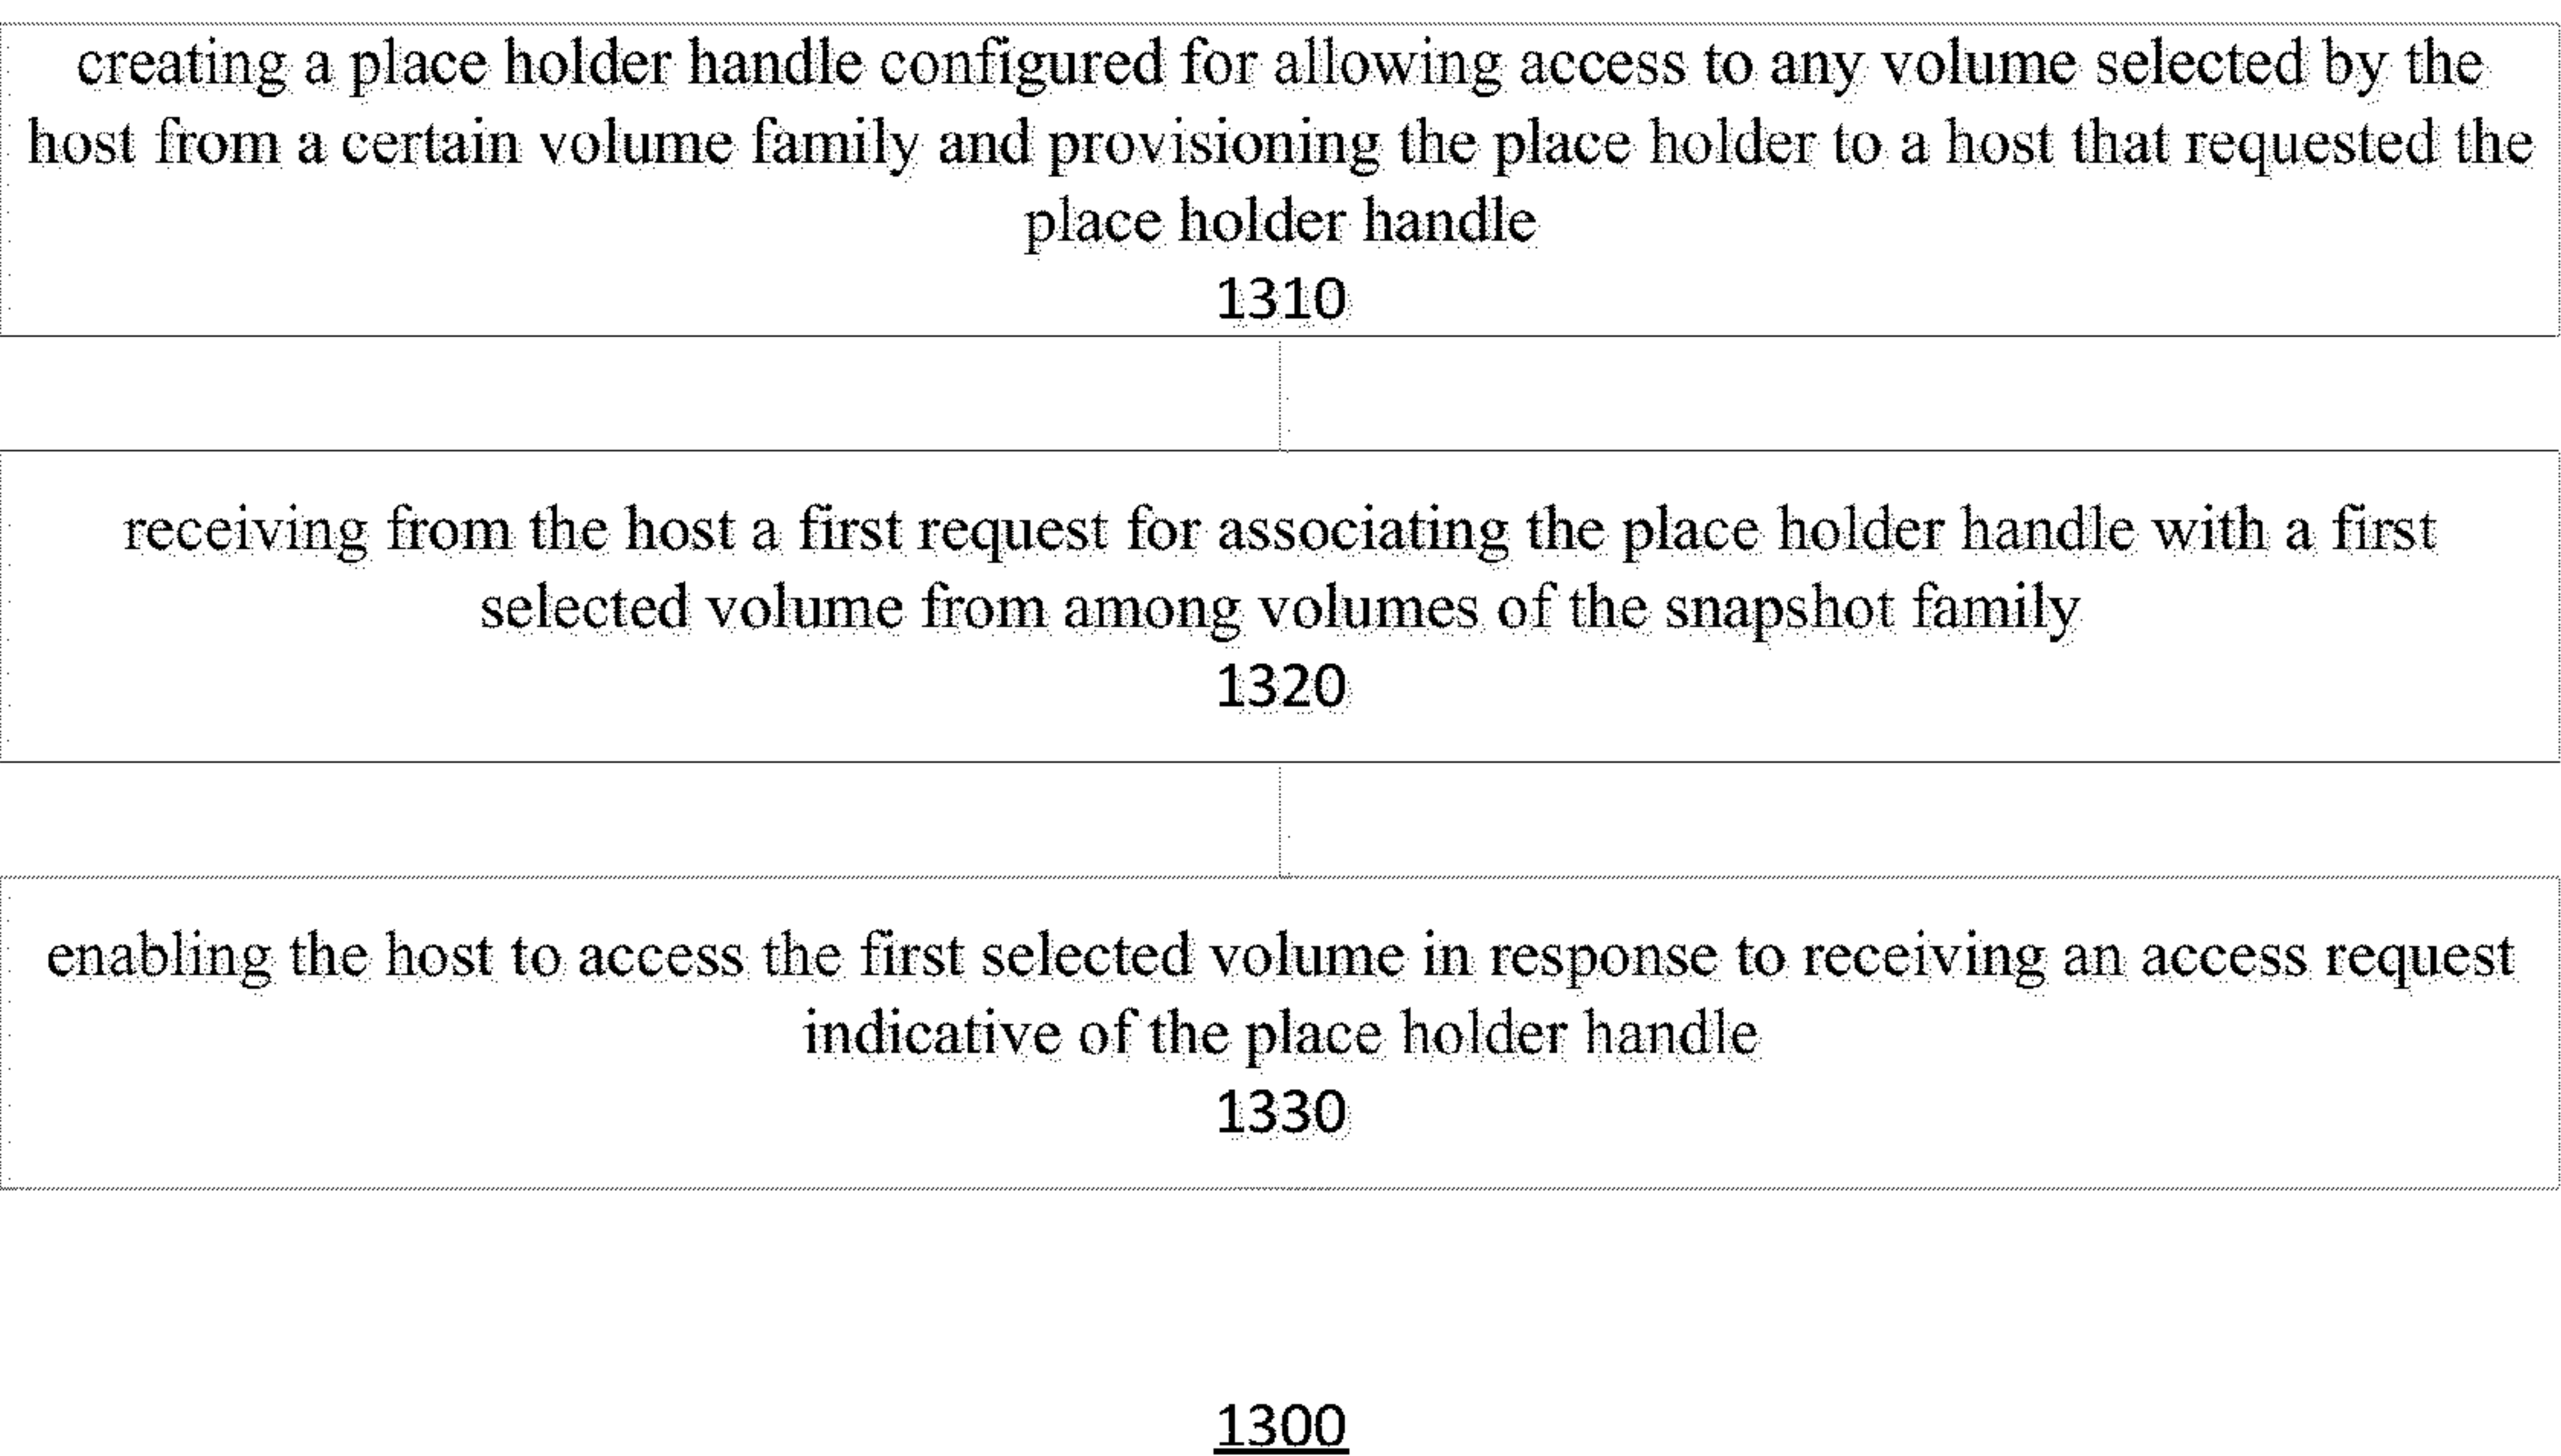 creating a place holder handle configured for allowing access to any volume selected by the
host from a certain volume family and provisioning the place holder to a host that requested the
place holder handle
1310
receiving from the host a first request for associating the place holder handle with a first
selected volume from among volumes of the snapshot family
1320
enabling the host to access the first selected volume in response to receiving an access request
indicative of the place holder handle
1330
1300